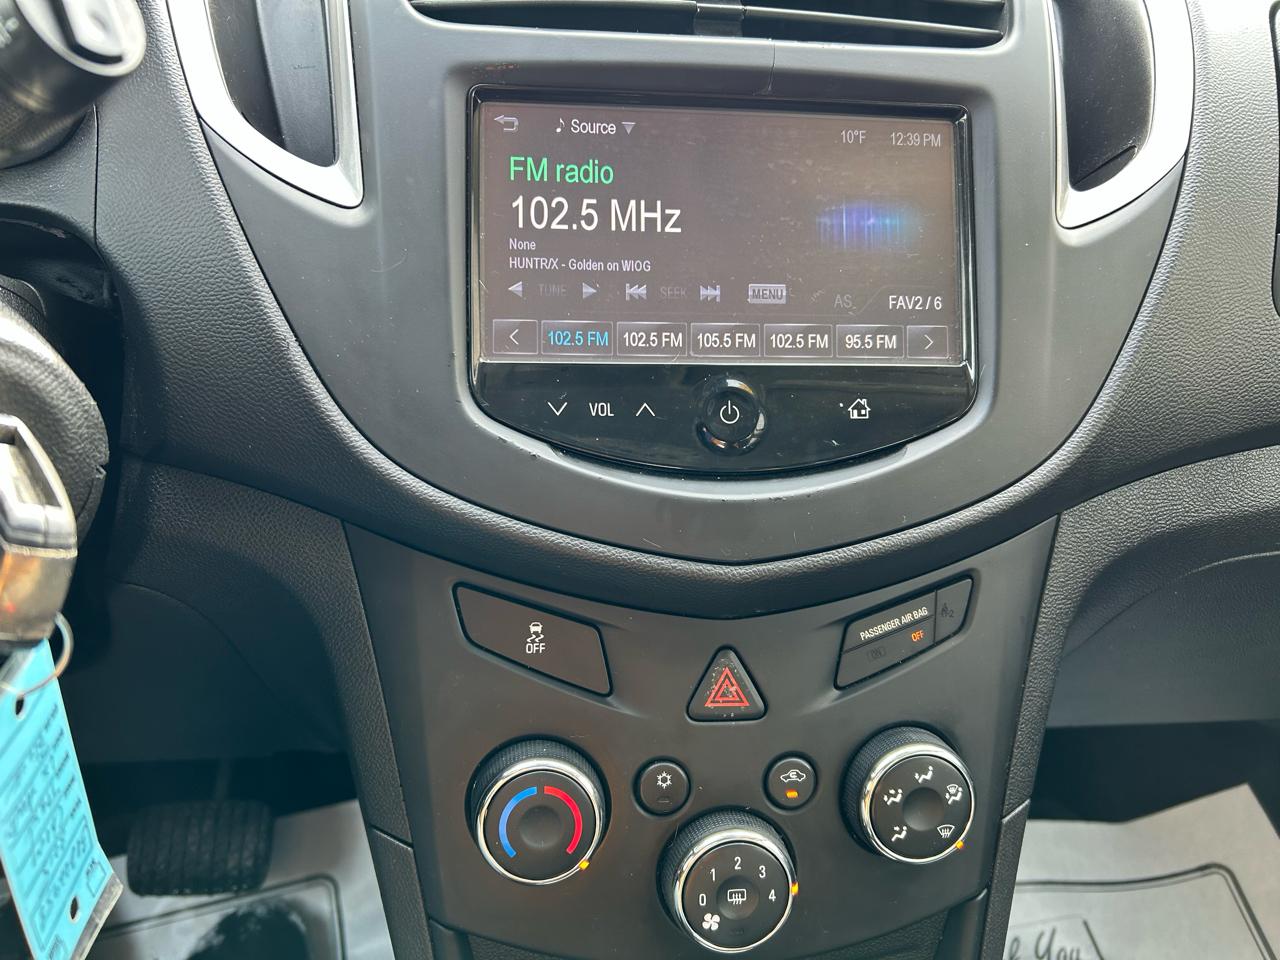 Source
10°F 12:39 PM
FM radio
102.5 MHz
None
HUNTR/X - Golden on WIOG
TUNE SEEK MENU
AS FAV2 / 6
102.5 FM 102.5 FM 105.5 FM 102.5 FM 95.5 FM
VOL
OFF
PASSENGER AIR BAG
ON OFF
0 1 2 3 4
You